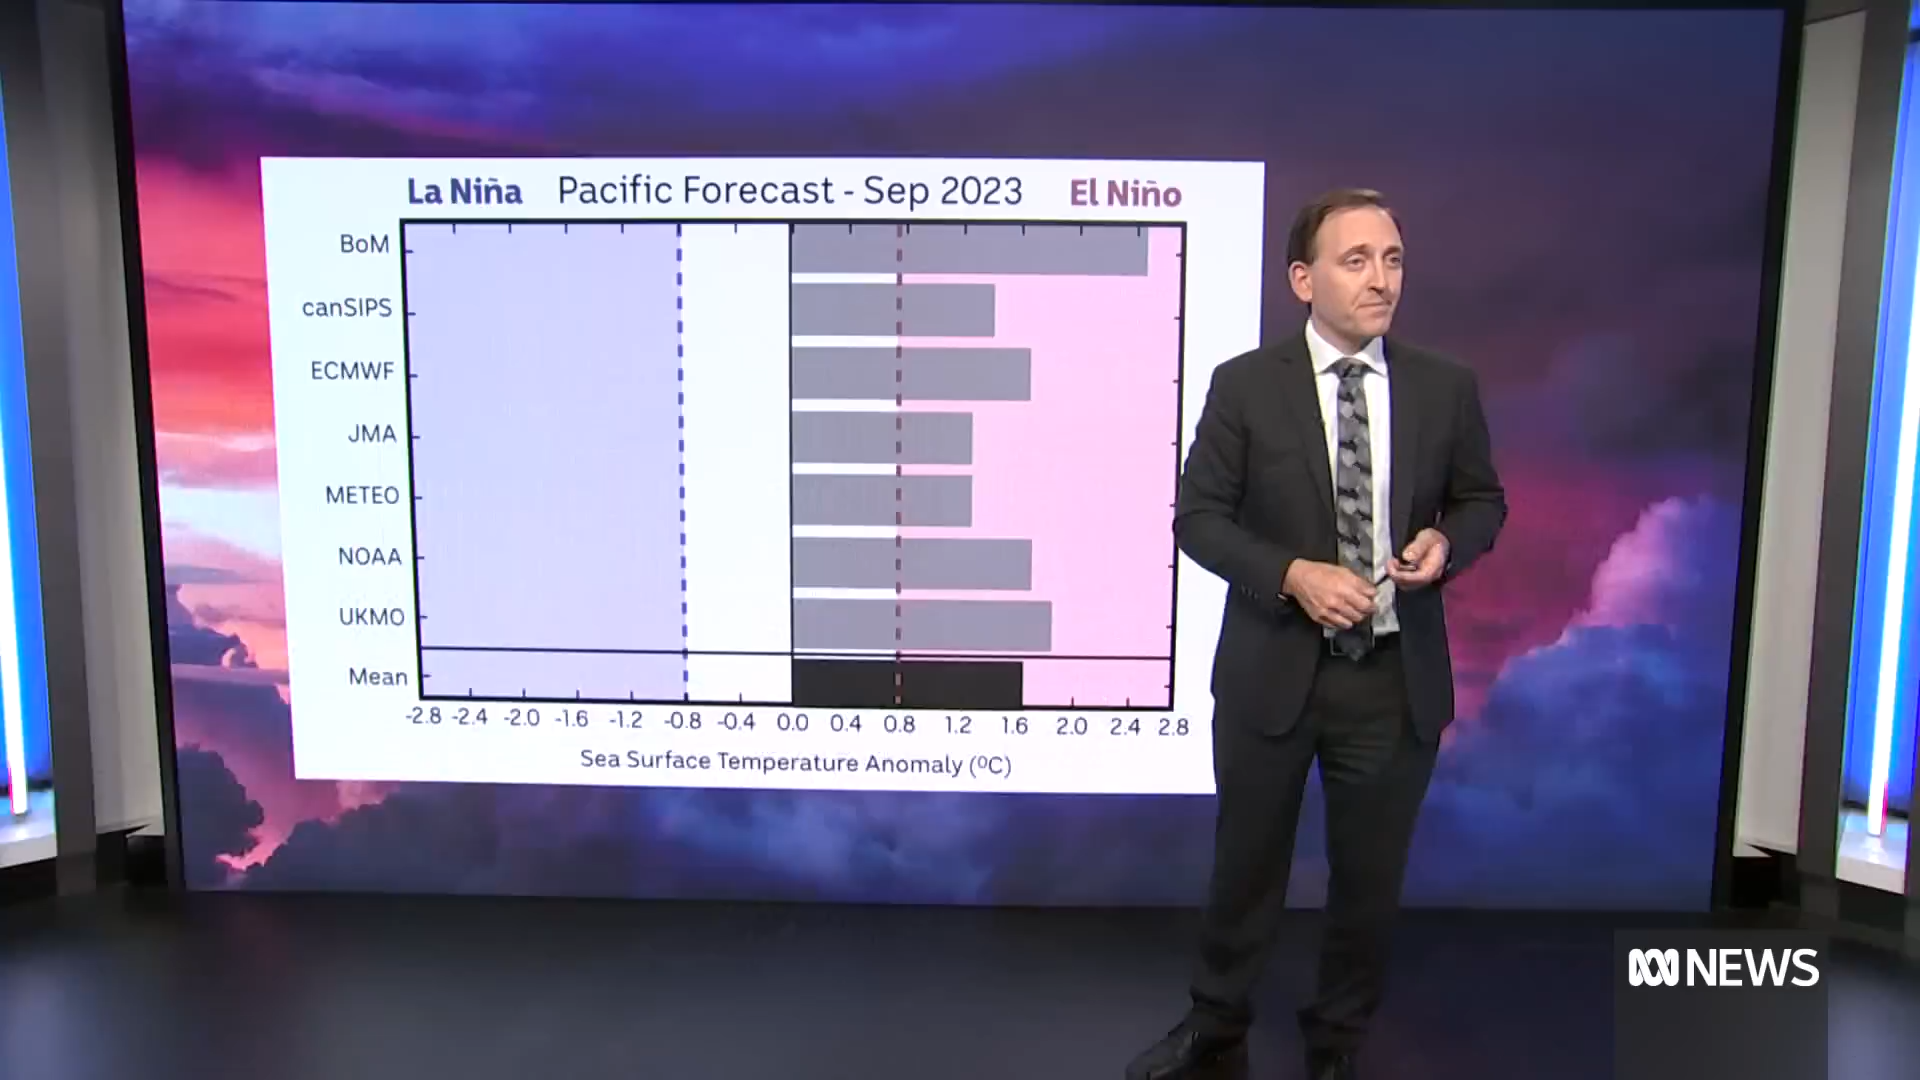 La Niña Pacific Forecast - Sep 2023 El Niño
BoM
canSIPS
ECMWF
JMA
METEO
NOAA
UKMO
Mean
-2.8 -2.4 -2.0 -1.6 -1.2 -0.8 -0.4 0.0 0.4 0.8 1.2 1.6 2.0 2.4 2.8
Sea Surface Temperature Anomaly (ºC)
NEWS